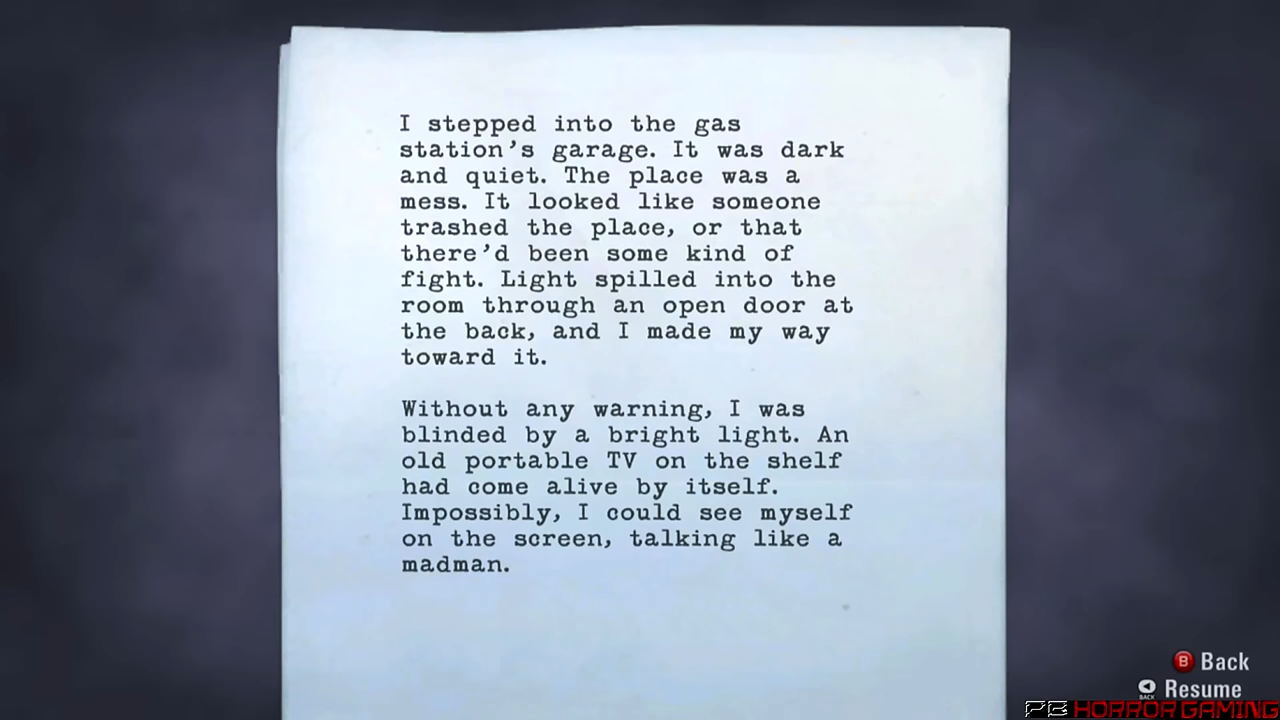 I stepped into the gas
station's garage. It was dark
and quiet. The place was a
mess. It looked like someone
trashed the place, or that
there'd been some kind of
fight. Light spilled into the
room through an open door at
the back, and I made my way
toward it.
Without any warning, I was
blinded by a bright light. An
old portable TV on the shelf
had come alive by itself.
Impossibly, I could see myself
on the screen, talking like a
madman.
B Back
BACK Resume
PG HORROR GAMING